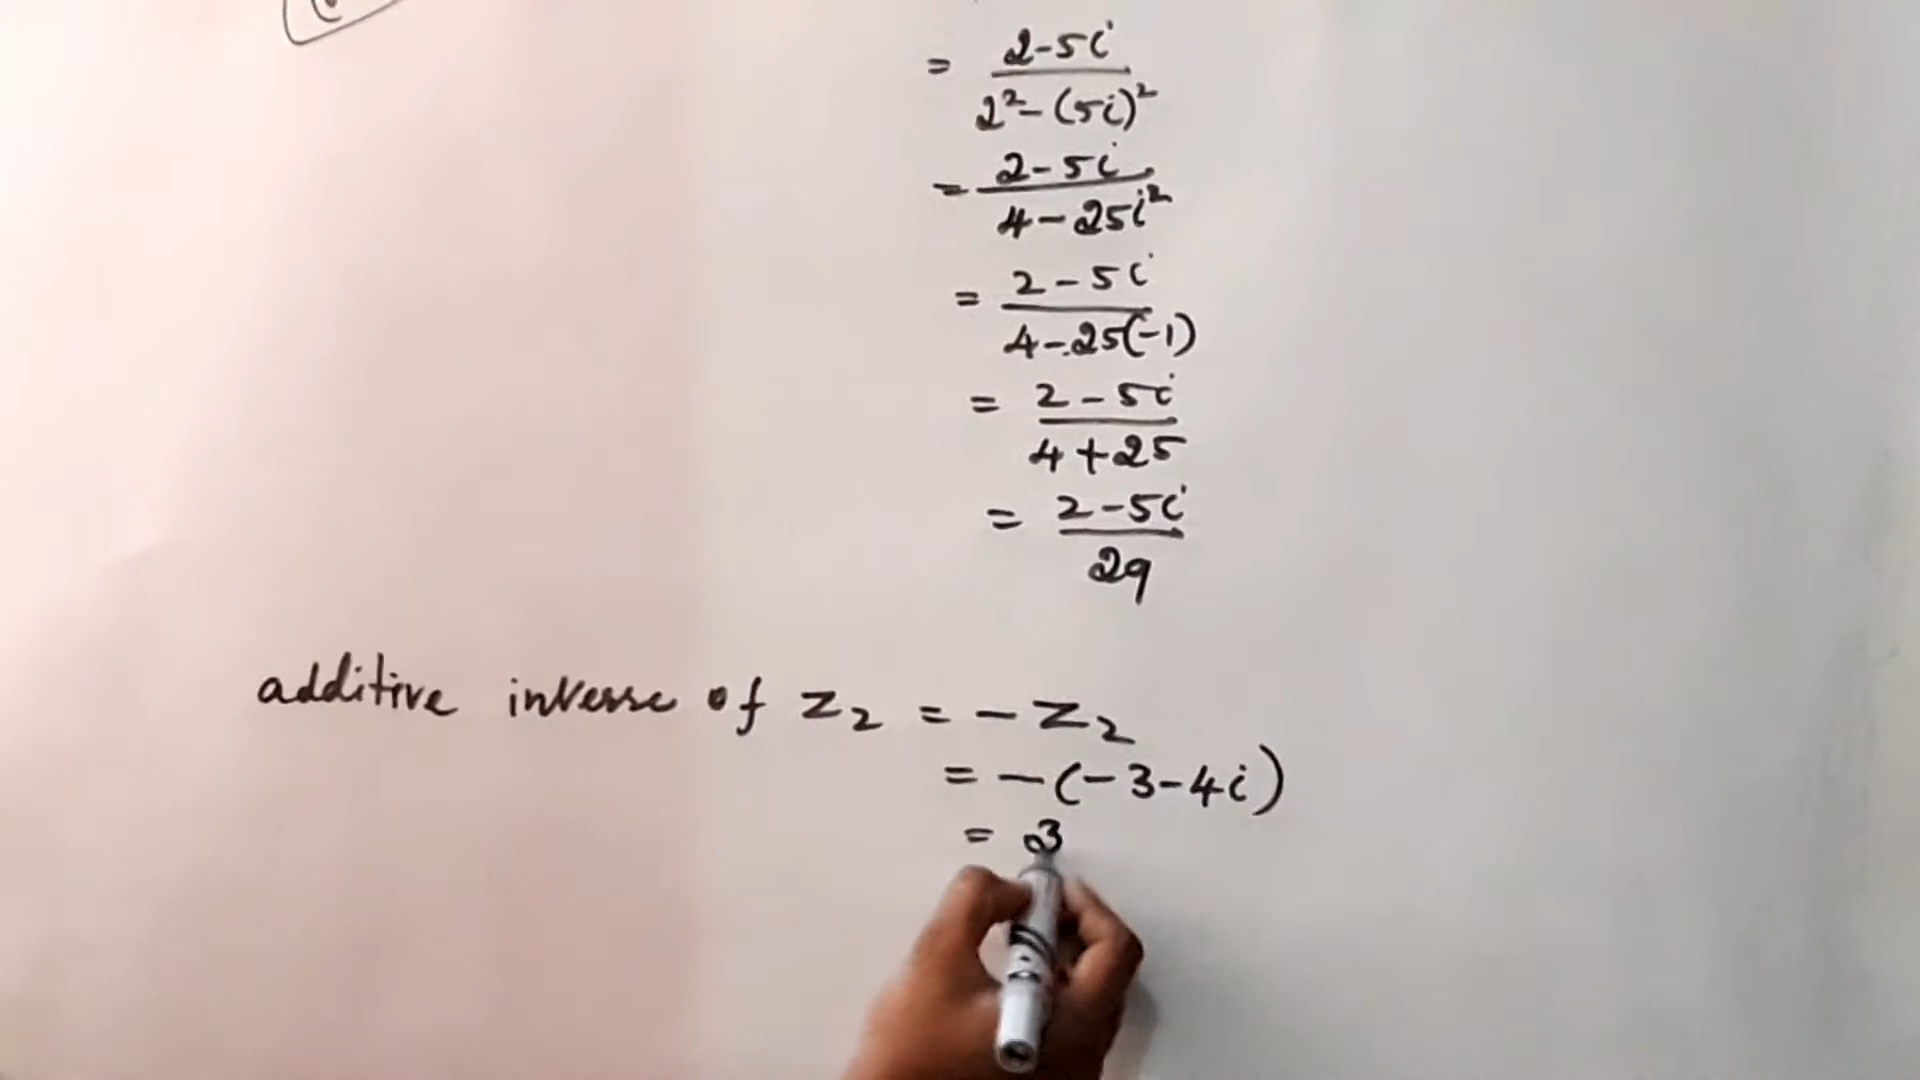 = 2-5i / 2² - (5i)²
= 2-5i / 4-25i²
= 2-5i / 4-25(-1)
= 2-5i / 4+25
= 2-5i / 29
additive inverse of z₂ = -z₂
= -(-3-4i)
= 3